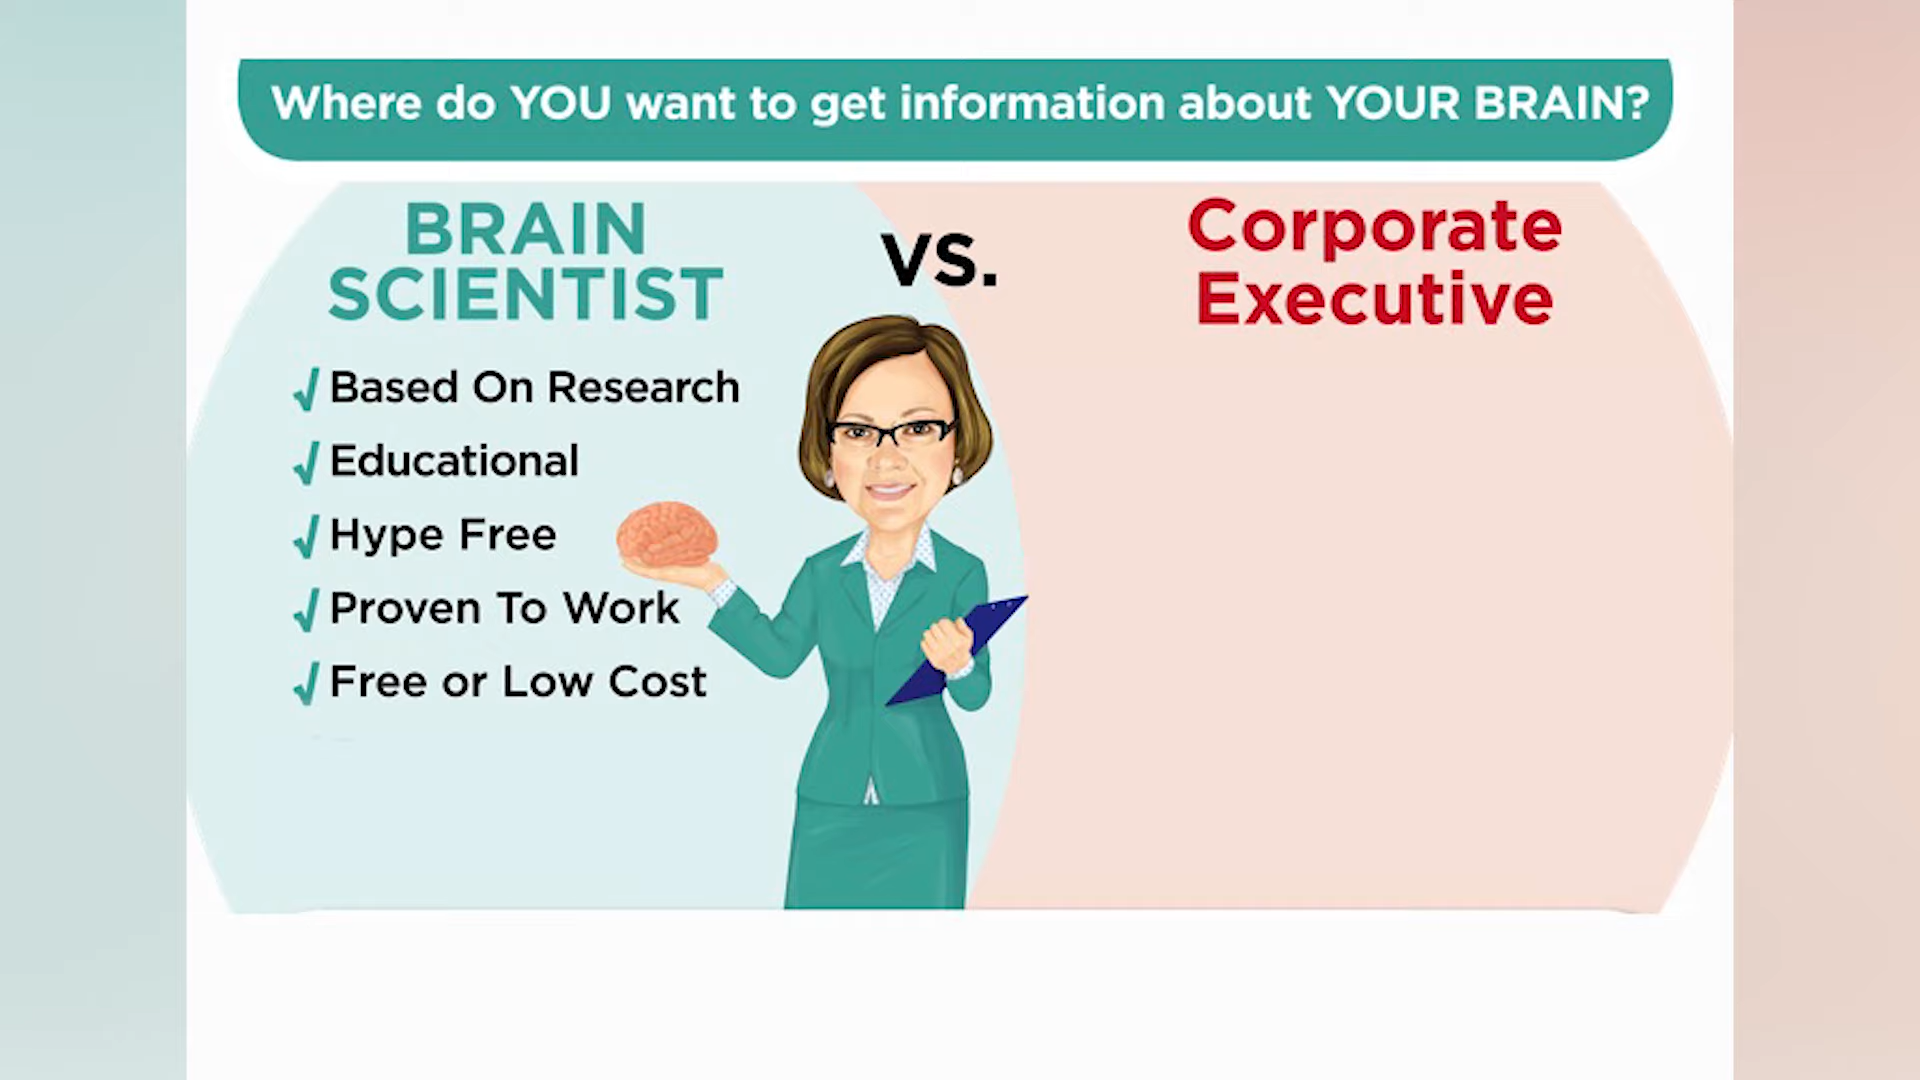 Where do YOU want to get information about YOUR BRAIN?
BRAIN
SCIENTIST
VS.
Corporate
Executive
Based On Research
Educational
Hype Free
Proven To Work
Free or Low Cost